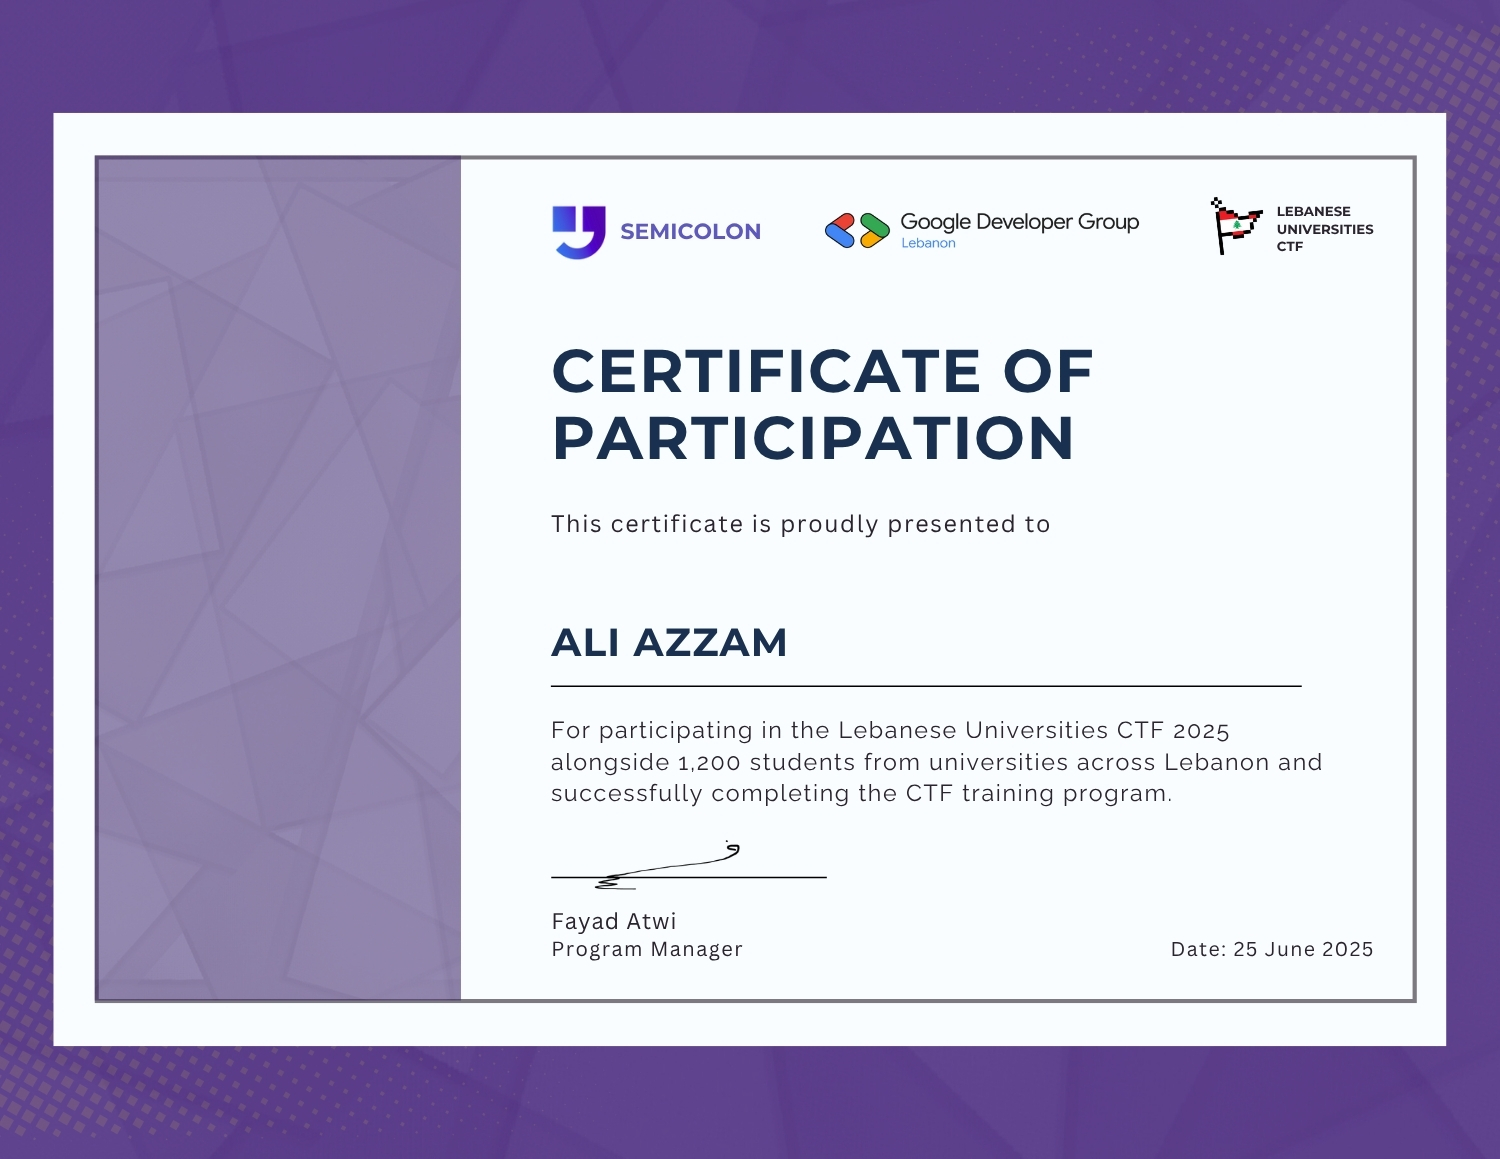 SEMICOLON
Google Developer Group
Lebanon
LEBANESE
UNIVERSITIES
CTF
CERTIFICATE OF
PARTICIPATION
This certificate is proudly presented to
ALI AZZAM
For participating in the Lebanese Universities CTF 2025
alongside 1,200 students from universities across Lebanon and
successfully completing the CTF training program.
Fayad Atwi
Program Manager
Date: 25 June 2025